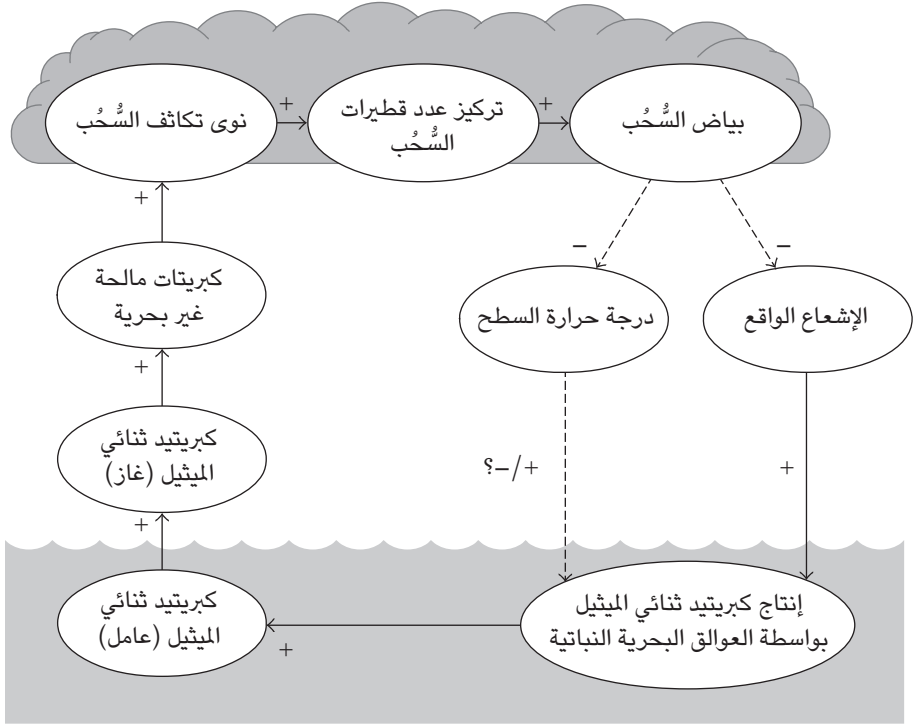 نوى تكاثف السُّحُب
+
تركيز عدد قطيرات
السُّحُب
+
بياض السُّحُب
+
–
–
كبريتات مالحة
غير بحرية
درجة حرارة السطح
الإشعاع الواقع
+
كبريتيد ثنائي
الميثيل (غاز)
+/–؟
+
+
كبريتيد ثنائي
الميثيل (عامل)
+
إنتاج كبريتيد ثنائي الميثيل
بواسطة العوالق البحرية النباتية